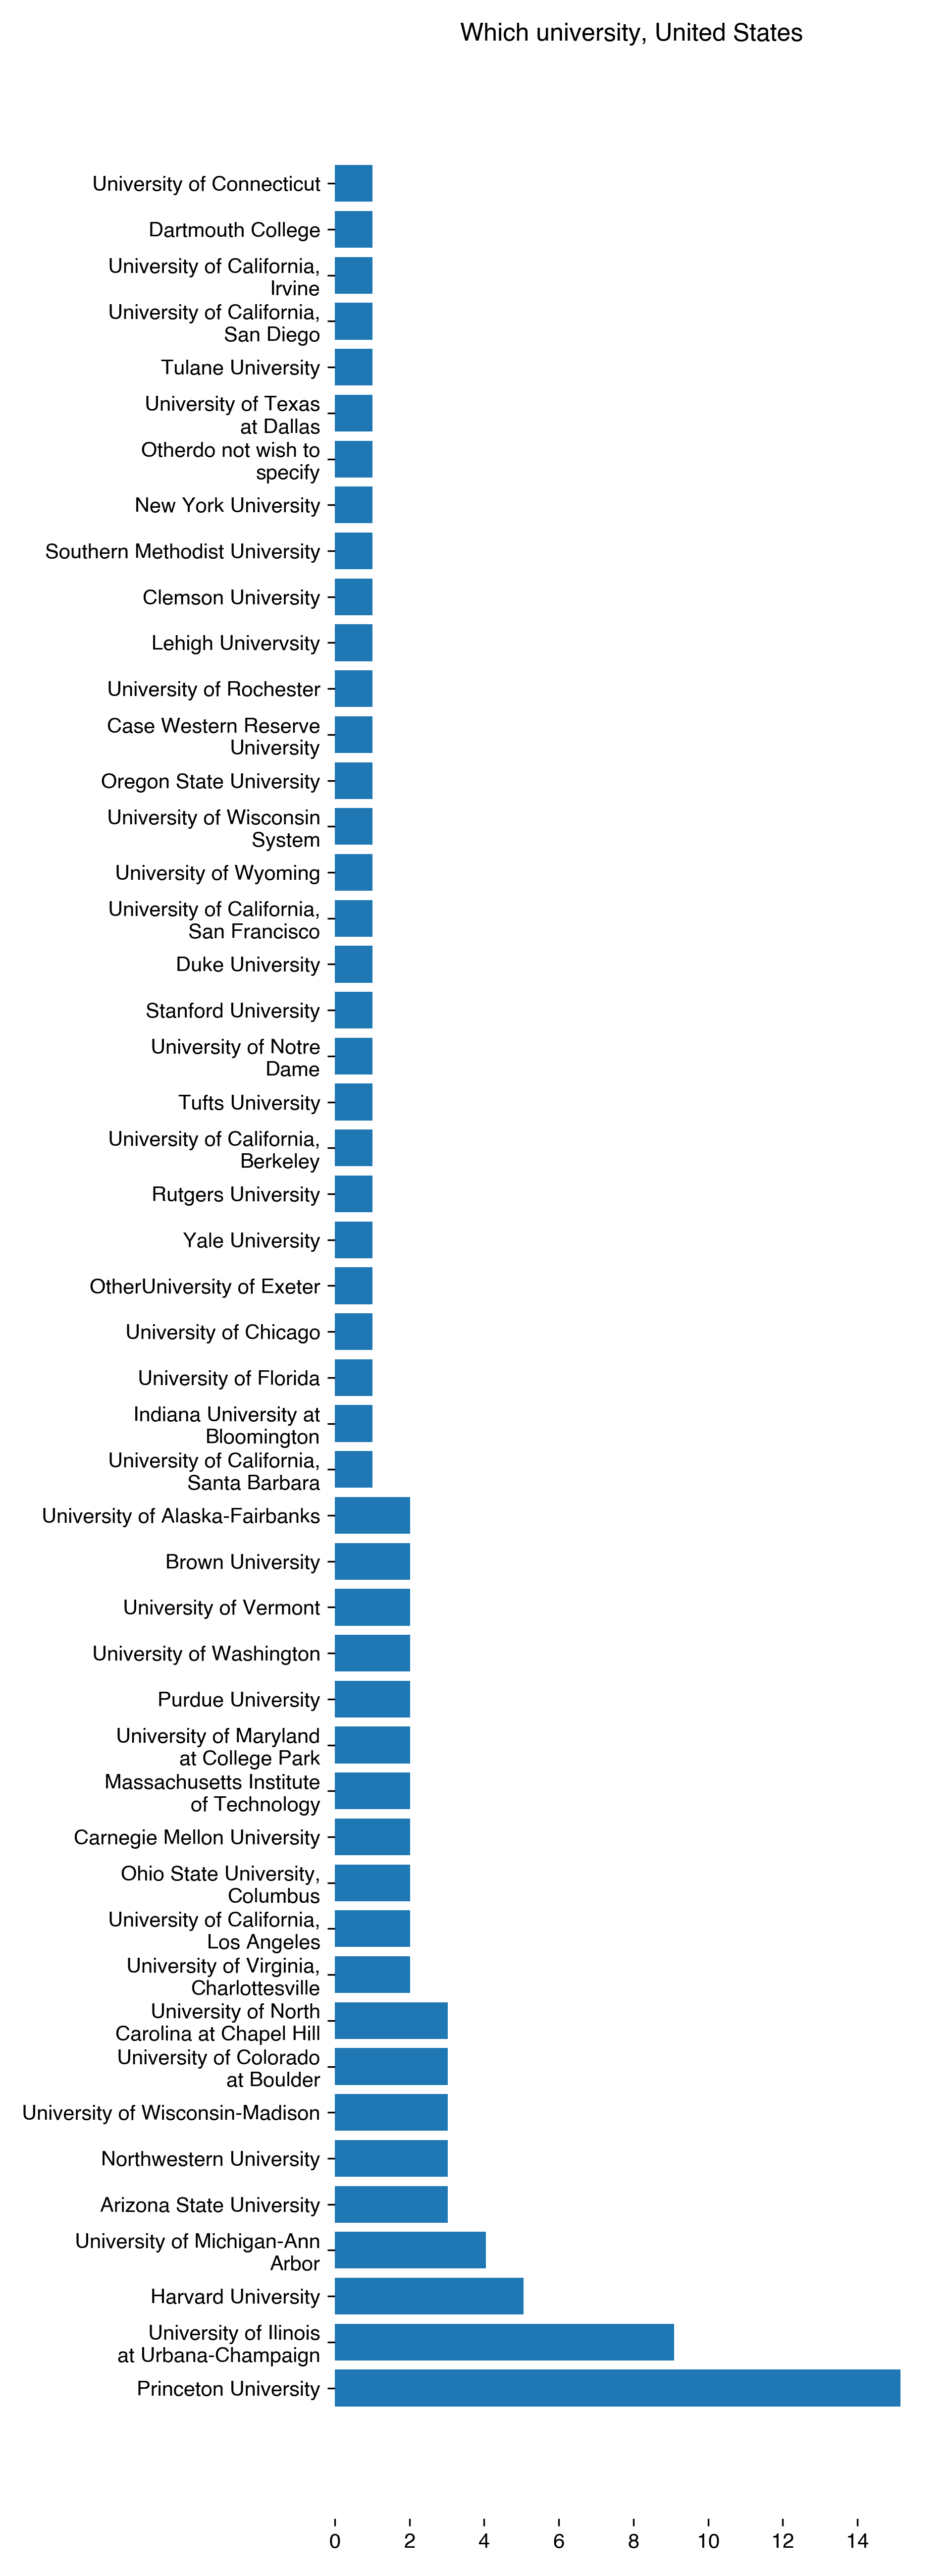 Which university, United States
University of Connecticut
Dartmouth College
University of California,
Irvine
University of California,
San Diego
Tulane University
University of Texas
at Dallas
Otherdo not wish to
specify
New York University
Southern Methodist University
Clemson University
Lehigh Univervsity
University of Rochester
Case Western Reserve
University
Oregon State University
University of Wisconsin
System
University of Wyoming
University of California,
San Francisco
Duke University
Stanford University
University of Notre
Dame
Tufts University
University of California,
Berkeley
Rutgers University
Yale University
OtherUniversity of Exeter
University of Chicago
University of Florida
Indiana University at
Bloomington
University of California,
Santa Barbara
University of Alaska-Fairbanks
Brown University
University of Vermont
University of Washington
Purdue University
University of Maryland
at College Park
Massachusetts Institute
of Technology
Carnegie Mellon University
Ohio State University,
Columbus
University of California,
Los Angeles
University of Virginia,
Charlottesville
University of North
Carolina at Chapel Hill
University of Colorado
at Boulder
University of Wisconsin-Madison
Northwestern University
Arizona State University
University of Michigan-Ann
Arbor
Harvard University
University of Ilinois
at Urbana-Champaign
Princeton University
0 2 4 6 8 10 12 14